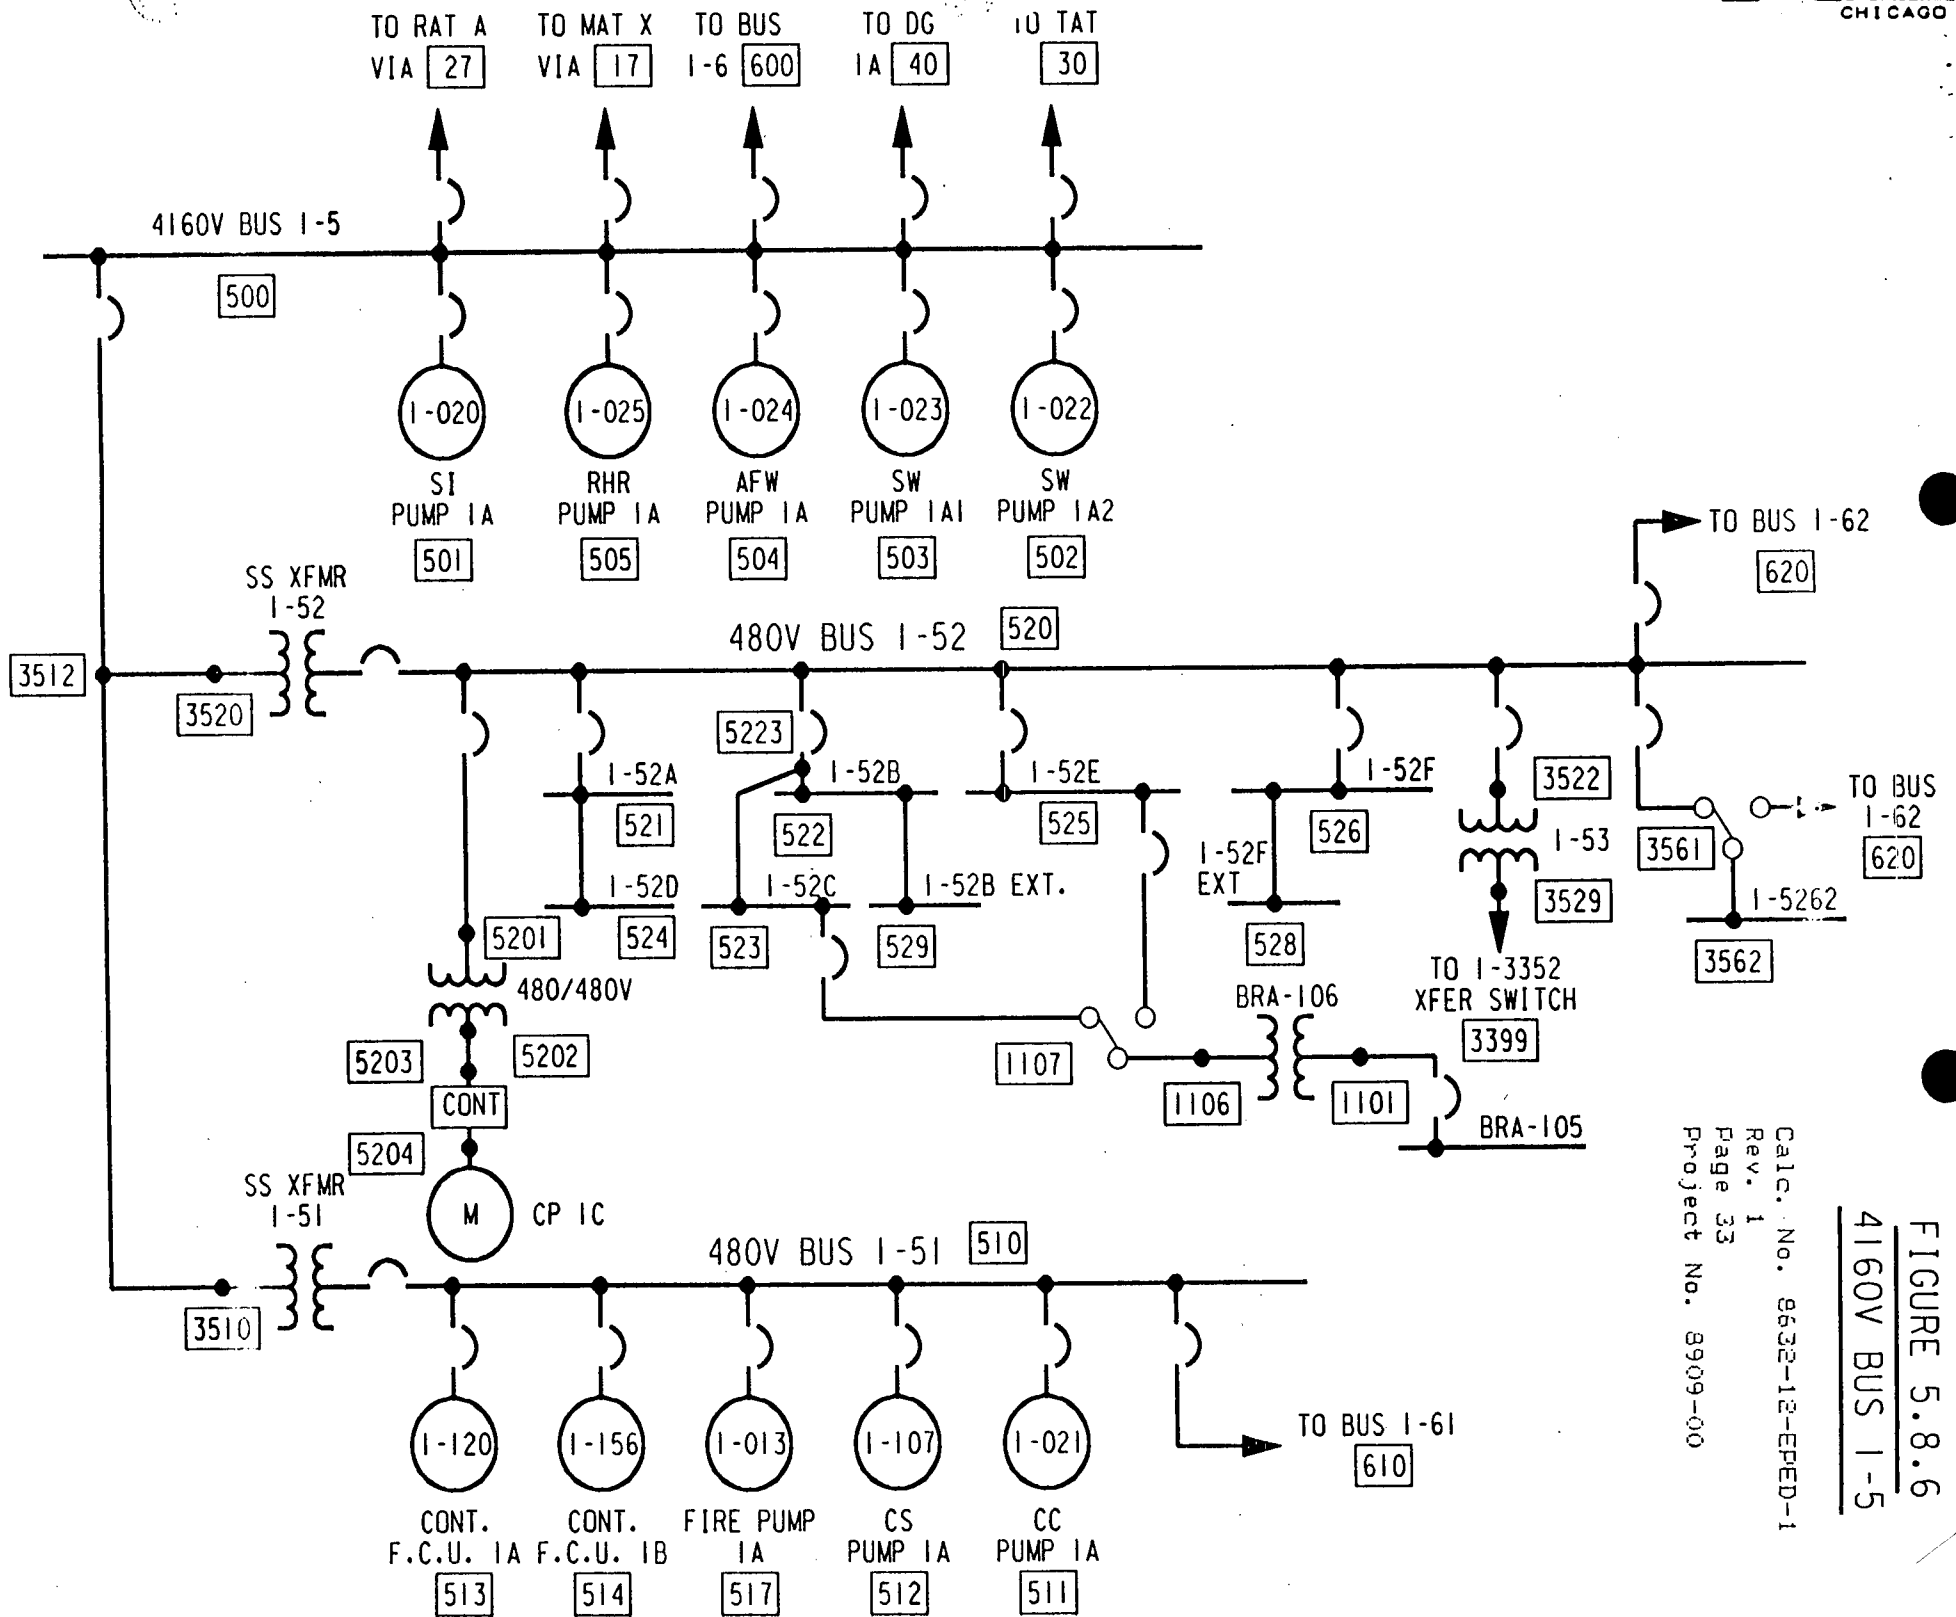 CHICAGO
TO RAT A
VIA 27
TO MAT X
VIA 17
TO BUS
1-6 600
TO DG
1A 40
TO TAT
30
4160V BUS 1-5
500
1-020
1-025
1-024
1-023
1-022
SI
PUMP 1A
501
RHR
PUMP 1A
505
AFW
PUMP 1A
504
SW
PUMP 1A1
503
SW
PUMP 1A2
502
TO BUS 1-62
620
SS XFMR
1-52
480V BUS 1-52
520
3512
3520
5223
1-52A
521
1-52B
522
1-52E
525
1-52F
526
3522
1-53
3529
3561
TO BUS
1-62
620
1-52D
524
1-52C
523
1-52B EXT.
529
1-52F
EXT
528
1-5262
3562
TO 1-3352
XFER SWITCH
3399
5201
480/480V
5202
5203
CONT
5204
M
CP 1C
1107
BRA-106
1106
1101
BRA-105
SS XFMR
1-51
480V BUS 1-51
510
3510
1-120
1-156
1-013
1-107
1-021
TO BUS 1-61
610
CONT.
F.C.U. 1A
513
CONT.
F.C.U. 1B
514
FIRE PUMP
1A
517
CS
PUMP 1A
512
CC
PUMP 1A
511
FIGURE 5.8.6
4160V BUS 1-5
Calc. No. 8632-12-EPED-1
Rev. 1
Page 33
Project No. 8909-00